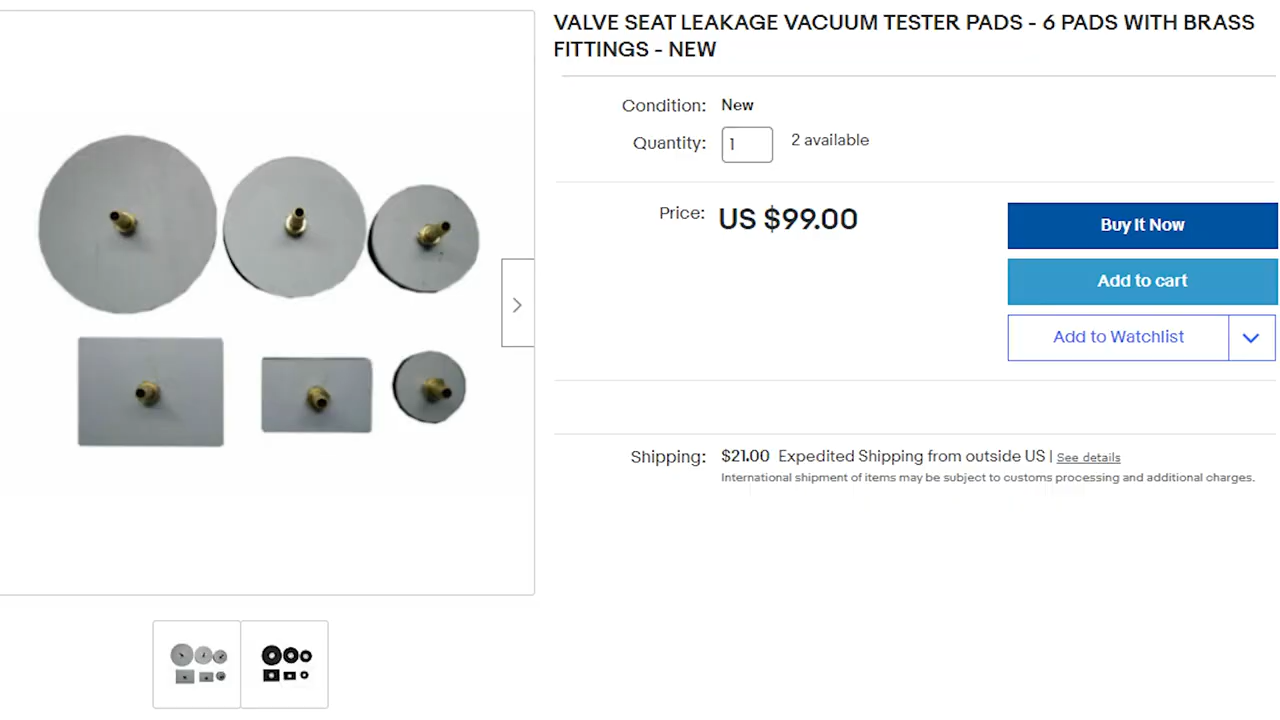 VALVE SEAT LEAKAGE VACUUM TESTER PADS - 6 PADS WITH BRASS
FITTINGS - NEW
Condition: New
Quantity: 1 2 available
Price: US $99.00
Buy It Now
Add to cart
Add to Watchlist
Shipping: $21.00 Expedited Shipping from outside US | See details
International shipment of items may be subject to customs processing and additional charges.